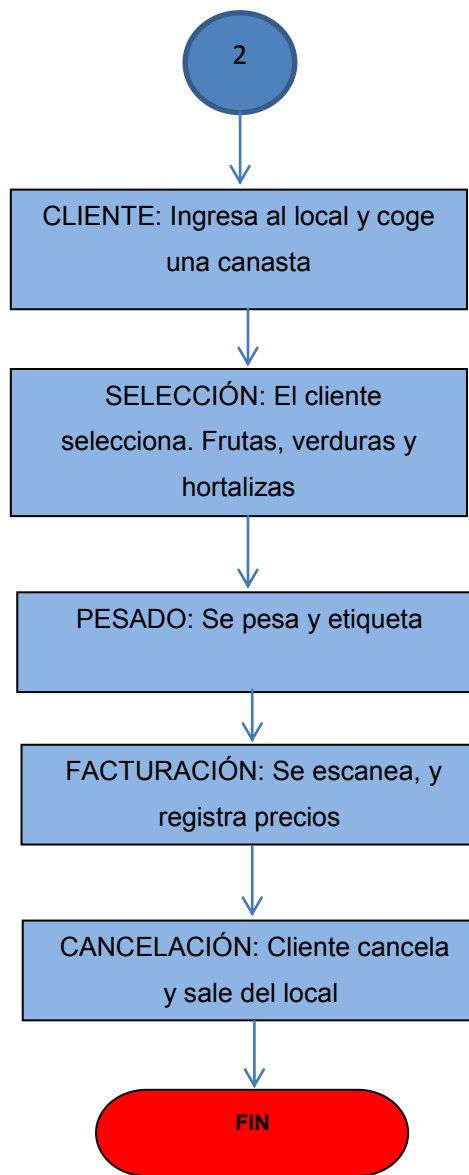 2
CLIENTE: Ingresa al local y coge
una canasta
SELECCIÓN: El cliente
selecciona. Frutas, verduras y
hortalizas
PESADO: Se pesa y etiqueta
FACTURACIÓN: Se escanea, y
registra precios
CANCELACIÓN: Cliente cancela
y sale del local
FIN